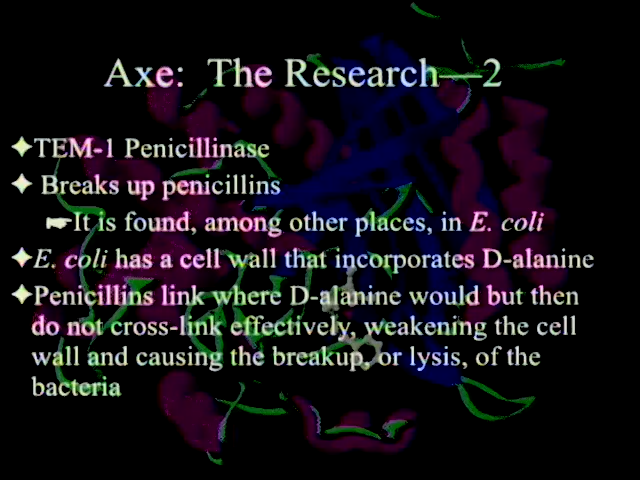 Axe:  The Research—2
TEM-1 Penicillinase
Breaks up penicillins
It is found, among other places, in E. coli
E. coli has a cell wall that incorporates D-alanine
Penicillins link where D-alanine would but then
do not cross-link effectively, weakening the cell
wall and causing the breakup, or lysis, of the
bacteria